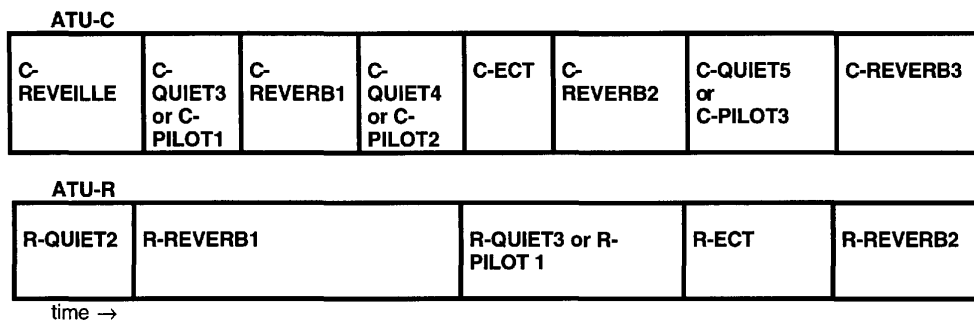 ATU-C
C-
REVEILLE
C-
QUIET3
or C-
PILOT1
C-
REVERB1
C-
QUIET4
or C-
PILOT2
C-ECT
C-
REVERB2
C-QUIET5
or
C-PILOT3
C-REVERB3
ATU-R
R-QUIET2
R-REVERB1
R-QUIET3 or R-
PILOT 1
R-ECT
R-REVERB2
time →